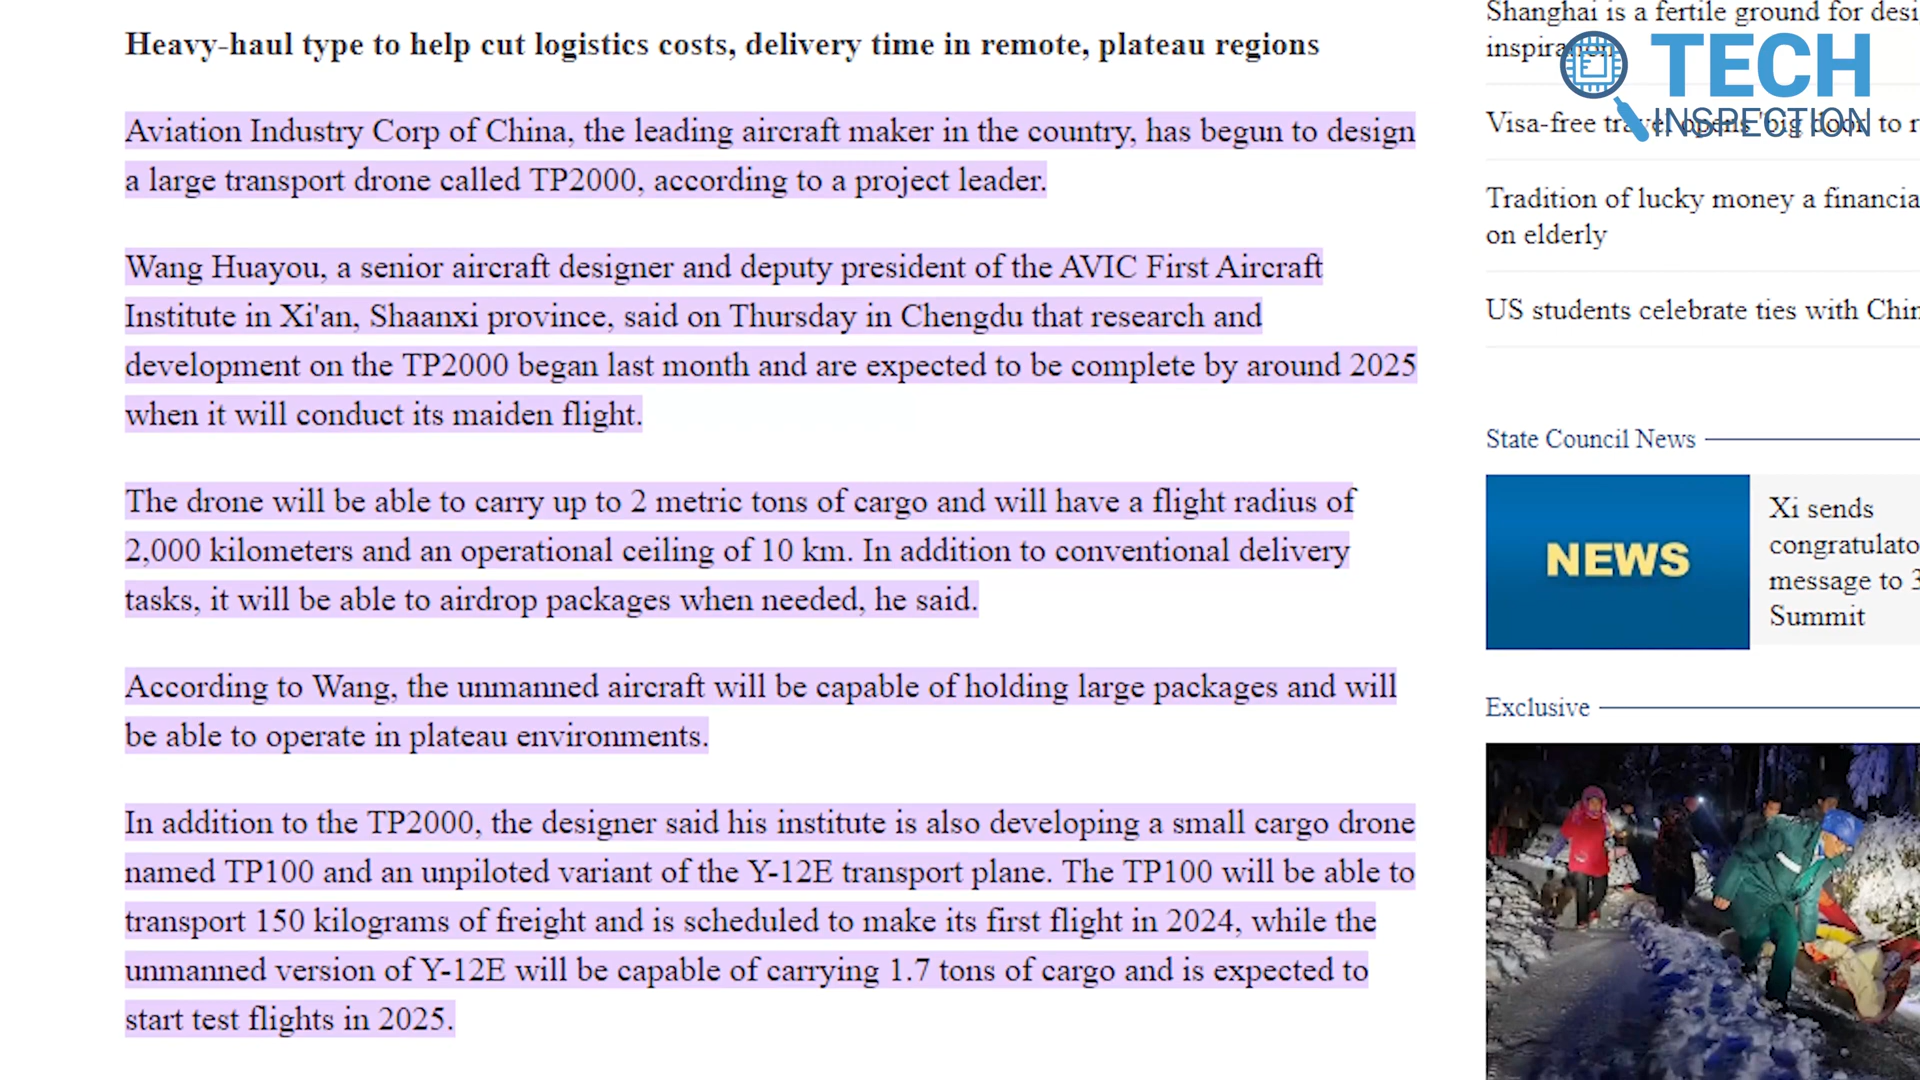 Heavy-haul type to help cut logistics costs, delivery time in remote, plateau regions
Aviation Industry Corp of China, the leading aircraft maker in the country, has begun to design
a large transport drone called TP2000, according to a project leader.
Wang Huayou, a senior aircraft designer and deputy president of the AVIC First Aircraft
Institute in Xi'an, Shaanxi province, said on Thursday in Chengdu that research and
development on the TP2000 began last month and are expected to be complete by around 2025
when it will conduct its maiden flight.
The drone will be able to carry up to 2 metric tons of cargo and will have a flight radius of
2,000 kilometers and an operational ceiling of 10 km. In addition to conventional delivery
tasks, it will be able to airdrop packages when needed, he said.
According to Wang, the unmanned aircraft will be capable of holding large packages and will
be able to operate in plateau environments.
In addition to the TP2000, the designer said his institute is also developing a small cargo drone
named TP100 and an unpiloted variant of the Y-12E transport plane. The TP100 will be able to
transport 150 kilograms of freight and is scheduled to make its first flight in 2024, while the
unmanned version of Y-12E will be capable of carrying 1.7 tons of cargo and is expected to
start test flights in 2025.
Shanghai is a fertile ground for desi
inspiration
TECH
INSPECTION
Visa-free travel opens 'big door' to r
Tradition of lucky money a financia
on elderly
US students celebrate ties with Chin
State Council News
NEWS
Xi sends
congratulato
message to 3
Summit
Exclusive